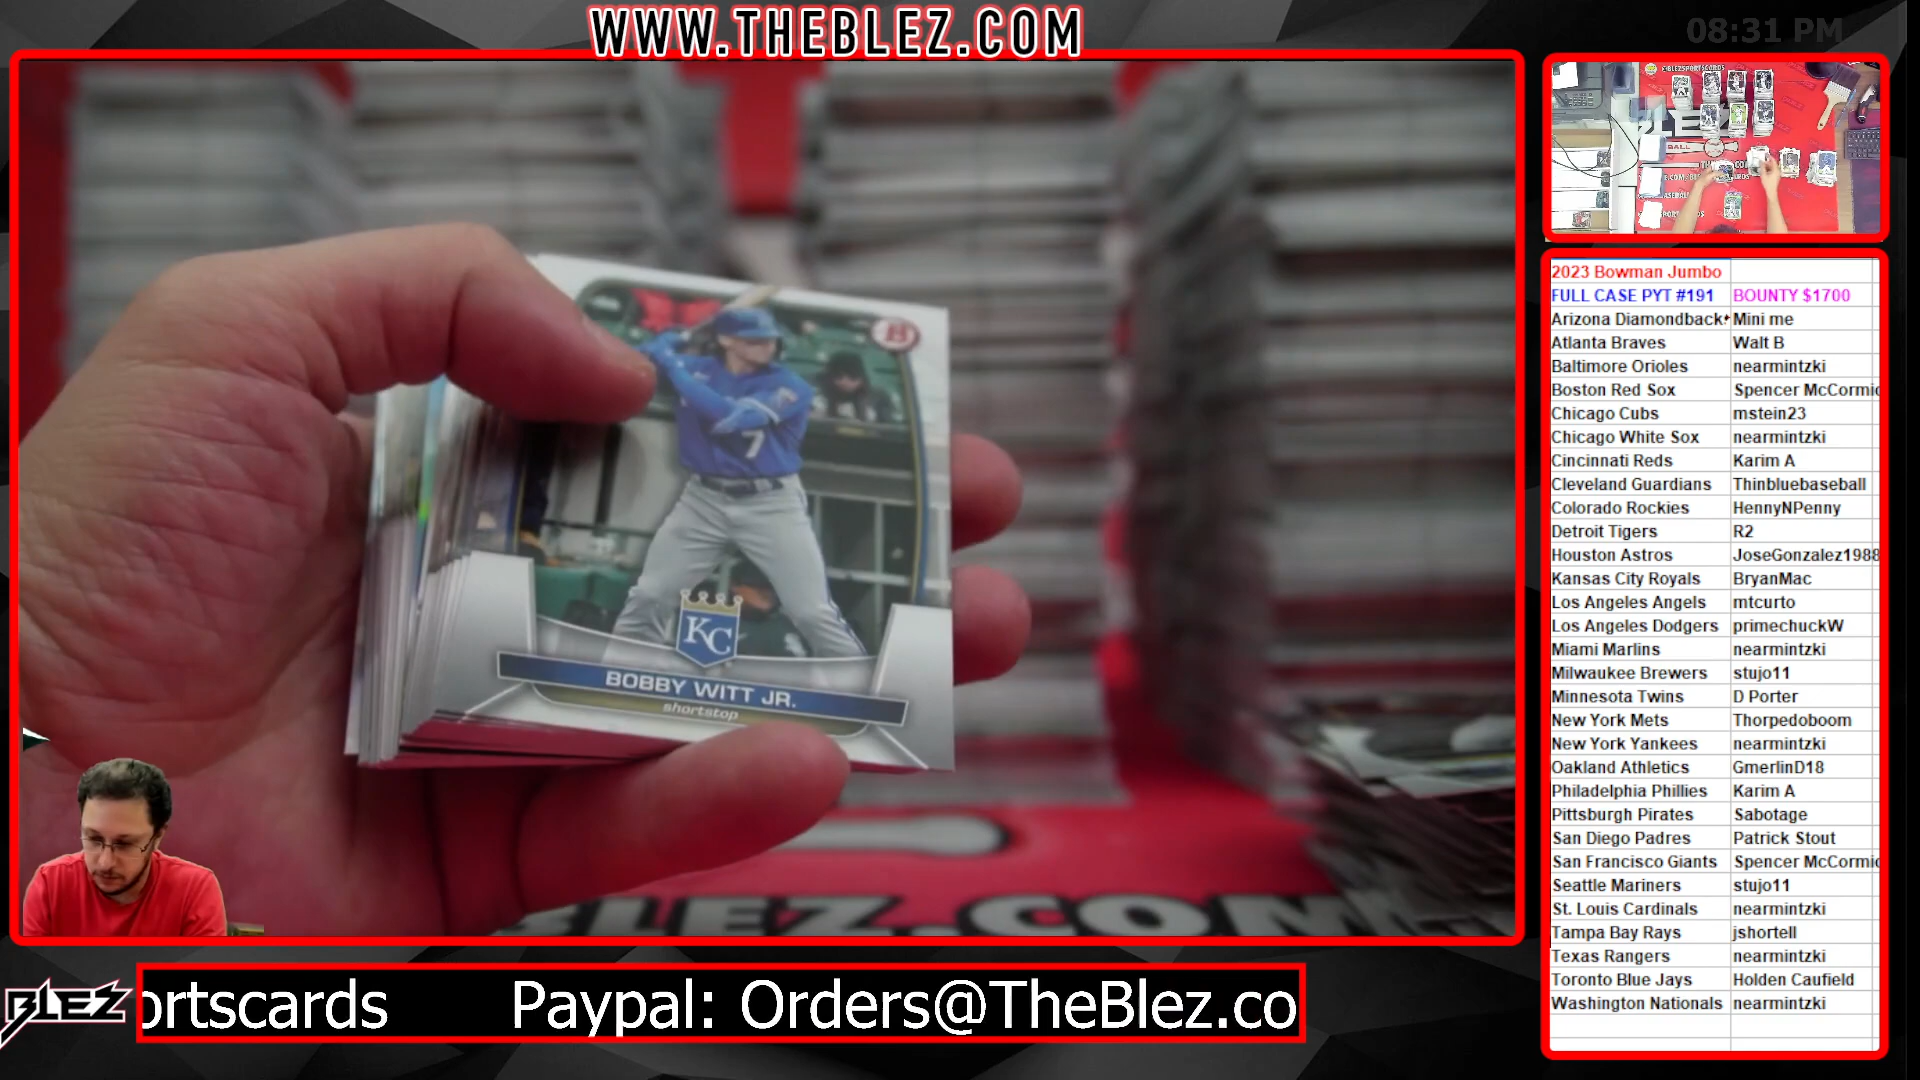 WWW.THEBLEZ.COM
08:31 PM
7
B
KC
BOBBY WITT JR.
shortstop
BLEZ.COM
2023 Bowman Jumbo
FULL CASE PYT #191 BOUNTY $1700
Arizona Diamondback Mini me
Atlanta Braves Walt B
Baltimore Orioles nearmintzki
Boston Red Sox Spencer McCormic
Chicago Cubs mstein23
Chicago White Sox nearmintzki
Cincinnati Reds Karim A
Cleveland Guardians Thinbluebaseball
Colorado Rockies HennyNPenny
Detroit Tigers R2
Houston Astros JoseGonzalez1988
Kansas City Royals BryanMac
Los Angeles Angels mtcurto
Los Angeles Dodgers primechuckW
Miami Marlins nearmintzki
Milwaukee Brewers stujo11
Minnesota Twins D Porter
New York Mets Thorpedoboom
New York Yankees nearmintzki
Oakland Athletics GmerlinD18
Philadelphia Phillies Karim A
Pittsburgh Pirates Sabotage
San Diego Padres Patrick Stout
San Francisco Giants Spencer McCormic
Seattle Mariners stujo11
St. Louis Cardinals nearmintzki
Tampa Bay Rays jshortell
Texas Rangers nearmintzki
Toronto Blue Jays Holden Caufield
Washington Nationals nearmintzki
BLEZ
ortscards Paypal: Orders@TheBlez.co